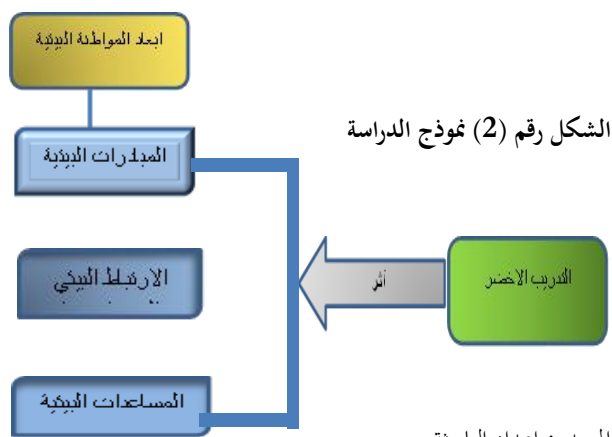 ابعاد المواطنة البيئية
الشكل رقم (2) نموذج الدراسة
المبادرات البيئية
التدريب الاخضر
أثر
الارتباط البيئي
المساعدات البيئية